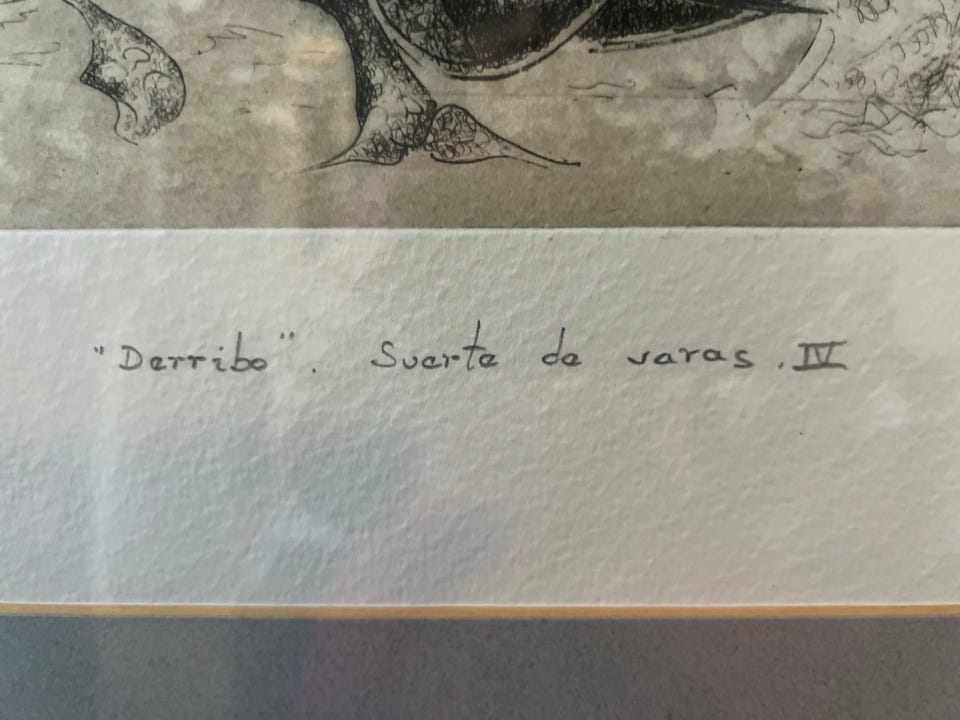 "Derribo". Suerte de varas. IV